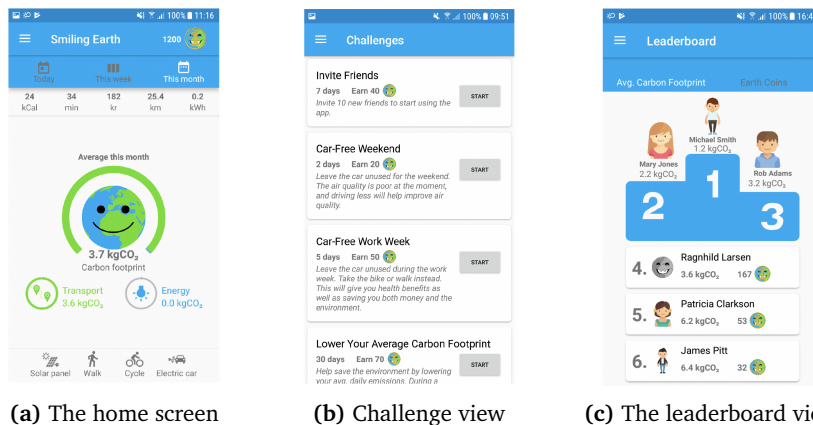 100% 11:16
Smiling Earth 1200
Today This week This month
24 34 182 25.4 0.2
kCal min kr km kWh
Average this month
3.7 kgCO₂
Carbon footprint
Transport
3.6 kgCO₂
Energy
0.0 kgCO₂
Solar panel Walk Cycle Electric car
(a) The home screen
100% 09:51
Challenges
Invite Friends
7 days Earn 40
Invite 10 new friends to start using the
app.
START
Car-Free Weekend
2 days Earn 20
Leave the car unused for the weekend.
The air quality is poor at the moment,
and driving less will help improve air
quality.
START
Car-Free Work Week
5 days Earn 50
Leave the car unused during the work
week. Take the bike or walk instead.
This will give you health benefits as
well as saving you both money and the
environment.
START
Lower Your Average Carbon Footprint
30 days Earn 70
Help save the environment by lowering
your avg. daily emissions. During a
START
(b) Challenge view
100% 16:4
Leaderboard
Avg. Carbon Footprint Earth Coins
Michael Smith
1.2 kgCO₂
Mary Jones
2.2 kgCO₂
Rob Adams
3.2 kgCO₂
1
2
3
4. Ragnhild Larsen
3.6 kgCO₂ 167
5. Patricia Clarkson
6.2 kgCO₂ 53
6. James Pitt
6.4 kgCO₂ 32
(c) The leaderboard vie